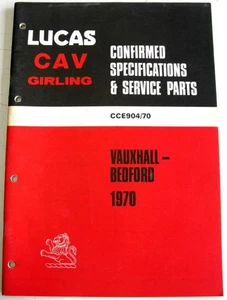 LUCAS
CAV
GIRLING
CONFIRMED
SPECIFICATIONS
& SERVICE PARTS
CCE904/70
VAUXHALL-
BEDFORD
1970